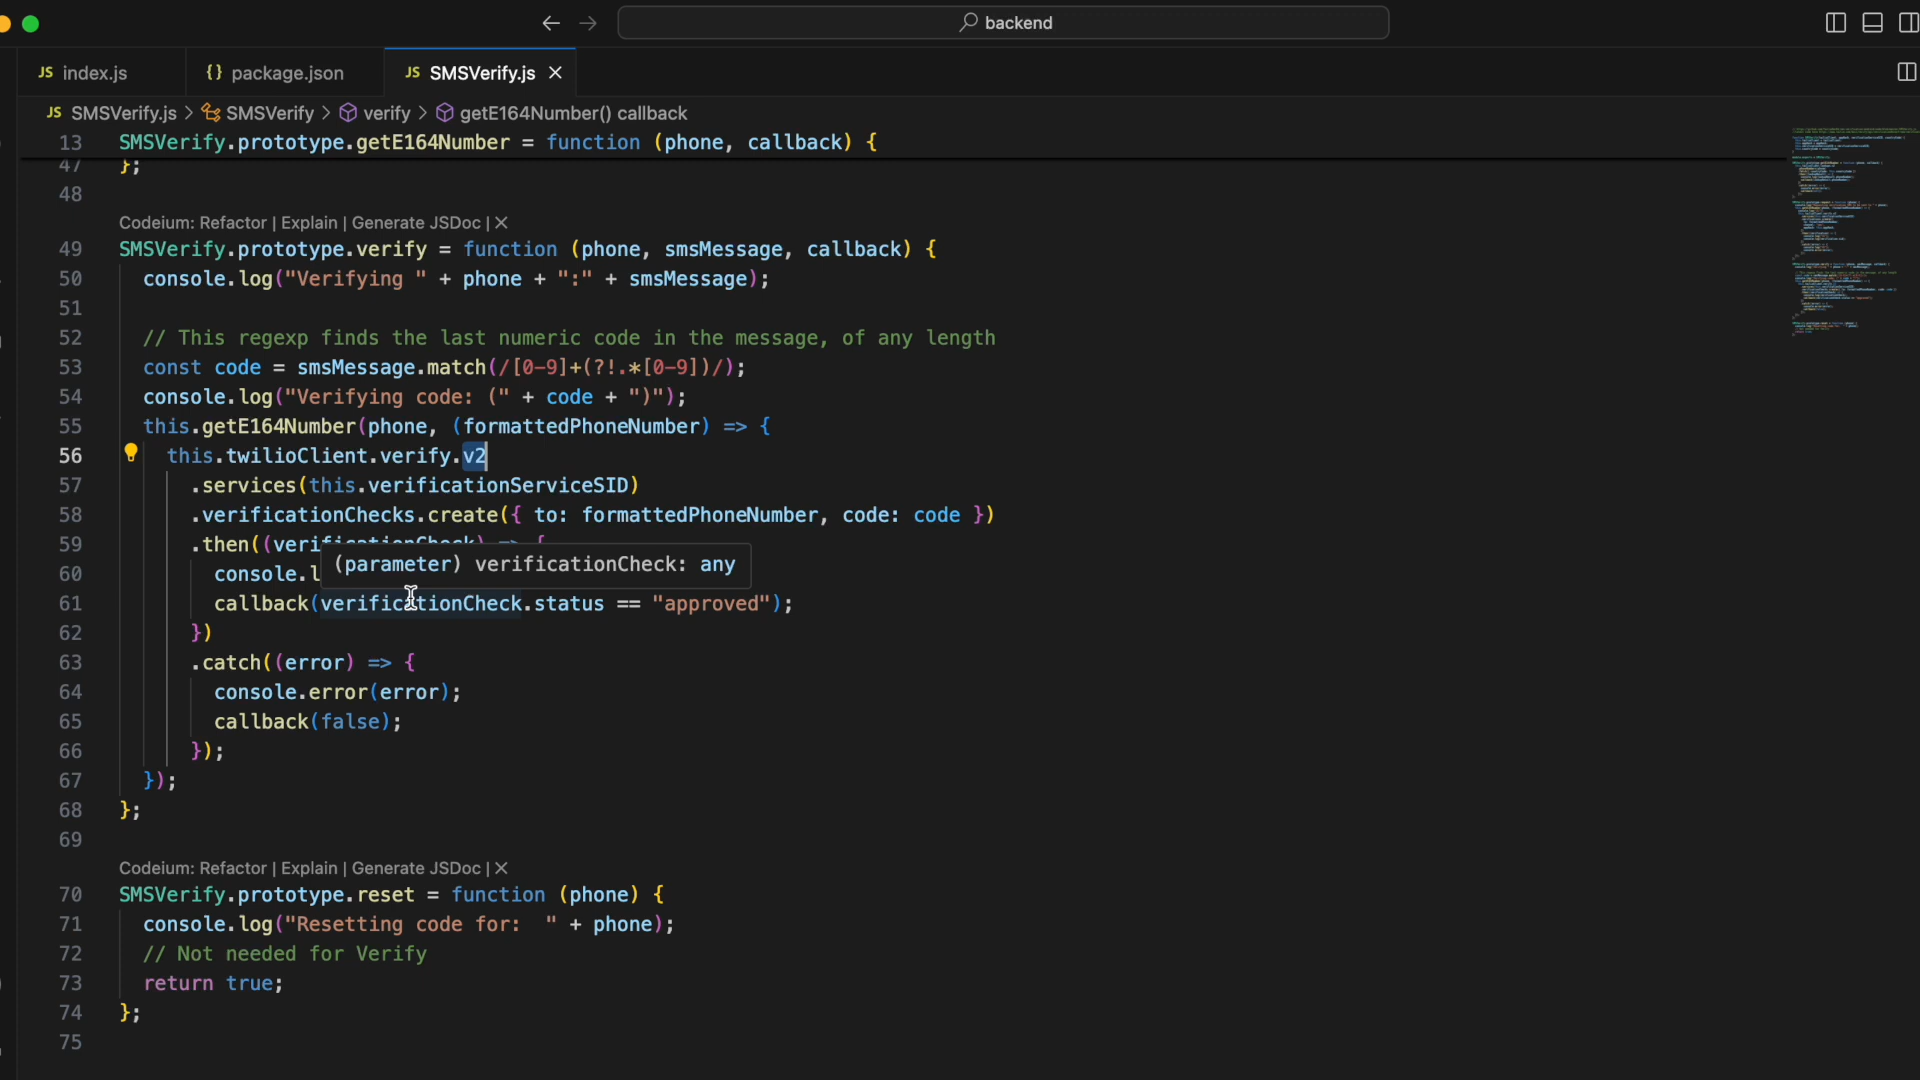 backend
JS index.js {} package.json JS SMSVerify.js
JS SMSVerify.js > SMSVerify > verify > getE164Number() callback
13 SMSVerify.prototype.getE164Number = function (phone, callback) {
47 };
48
Codeium: Refactor | Explain | Generate JSDoc | X
49 SMSVerify.prototype.verify = function (phone, smsMessage, callback) {
50 console.log("Verifying " + phone + ":" + smsMessage);
51
52 // This regexp finds the last numeric code in the message, of any length
53 const code = smsMessage.match(/[0-9]+(?!.*[0-9])/);
54 console.log("Verifying code: (" + code + ")");
55 this.getE164Number(phone, (formattedPhoneNumber) => {
56 this.twilioClient.verify.v2
57 .services(this.verificationServiceSID)
58 .verificationChecks.create({ to: formattedPhoneNumber, code: code })
59 .then((verificationCheck) => {
(parameter) verificationCheck: any
60 console.l
61 callback(verificationCheck.status == "approved");
62 })
63 .catch((error) => {
64 console.error(error);
65 callback(false);
66 });
67 });
68 };
69
Codeium: Refactor | Explain | Generate JSDoc | X
70 SMSVerify.prototype.reset = function (phone) {
71 console.log("Resetting code for:  " + phone);
72 // Not needed for Verify
73 return true;
74 };
75